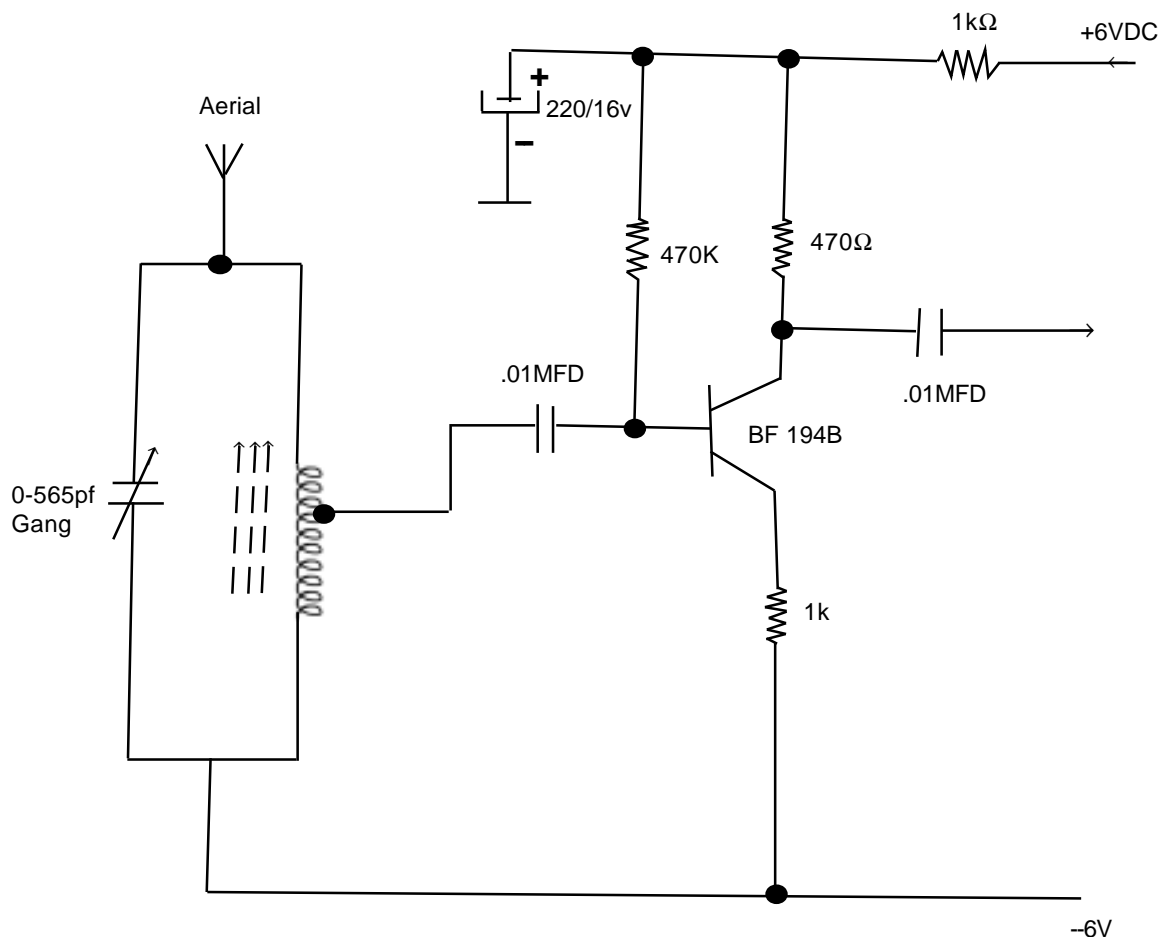 1kΩ
+6VDC
+
220/16v
−
Aerial
470K
470Ω
.01MFD
.01MFD
BF 194B
0-565pf
Gang
1k
--6V